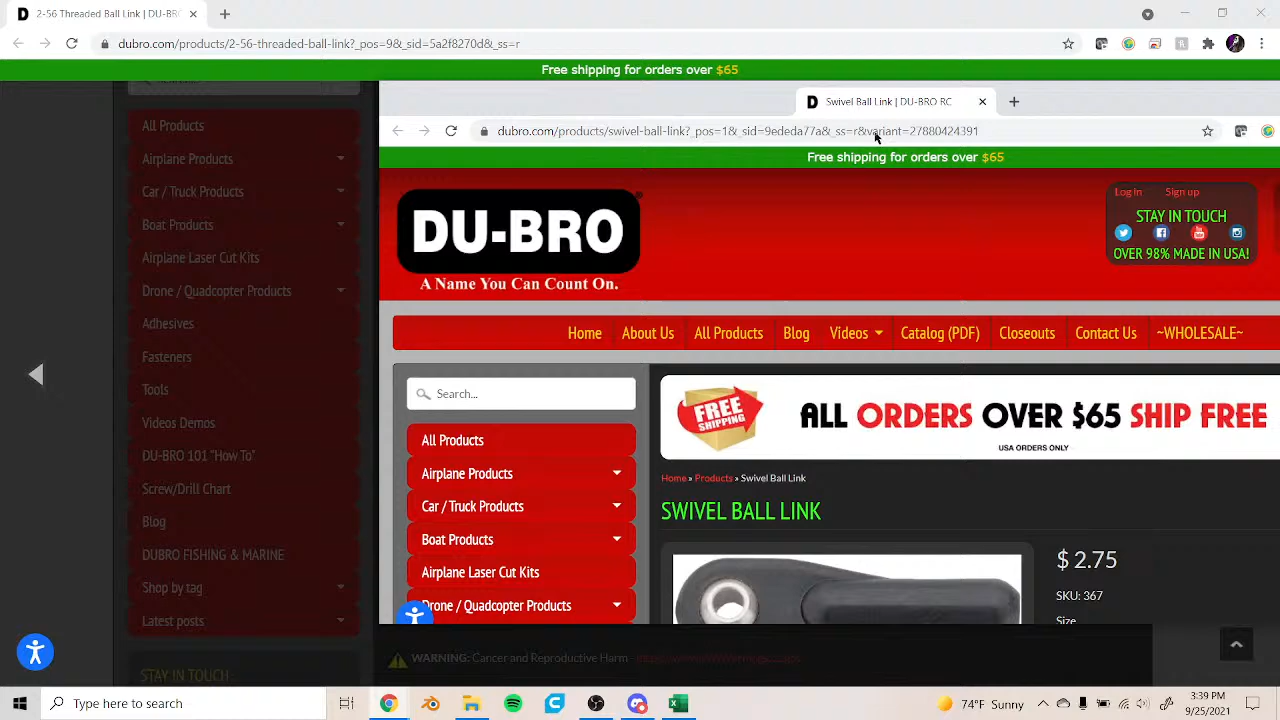 2-56 Threaded Ball Link | DU-BR
dubro.com/products/2-56-threaded-ball-link?_pos=9&_sid=5a2f8270d&_ss=r
Free shipping for orders over $65
Swivel Ball Link | DU-BRO RC
dubro.com/products/swivel-ball-link?_pos=1&_sid=9ededa77a&_ss=r&variant=27880424391
Free shipping for orders over $65
All Products
Airplane Products
Car / Truck Products
Boat Products
Airplane Laser Cut Kits
Drone / Quadcopter Products
Adhesives
Fasteners
Tools
Videos Demos
DU-BRO 101 "How To"
Screw/Drill Chart
Blog
DUBRO FISHING & MARINE
Shop by tag
Latest posts
STAY IN TOUCH
DU-BRO®
A Name You Can Count On.
Log in
Sign up
STAY IN TOUCH
OVER 98% MADE IN USA!
Home
About Us
All Products
Blog
Videos
Catalog (PDF)
Closeouts
Contact Us
~WHOLESALE~
Search...
All Products
Airplane Products
Car / Truck Products
Boat Products
Airplane Laser Cut Kits
Drone / Quadcopter Products
FREE
SHIPPING
ALL ORDERS OVER $65 SHIP FREE
USA ORDERS ONLY
Home » Products » Swivel Ball Link
SWIVEL BALL LINK
$ 2.75
SKU: 367
Size
WARNING: Cancer and Reproductive Harm
Type here to search
74°F Sunny
3:39 PM
9/25/2021